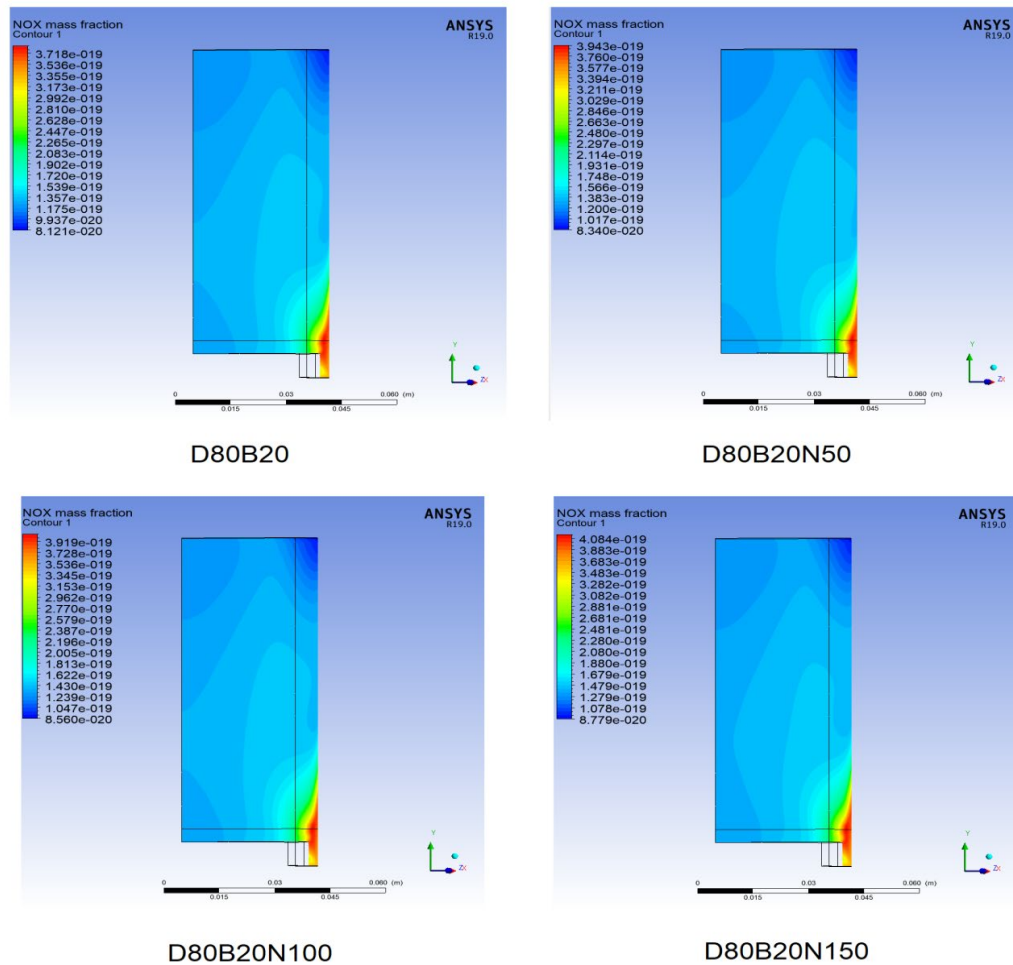 NOX mass fraction
Contour 1
3.718e-019
3.536e-019
3.355e-019
3.173e-019
2.992e-019
2.810e-019
2.628e-019
2.447e-019
2.265e-019
2.083e-019
1.902e-019
1.720e-019
1.539e-019
1.357e-019
1.175e-019
9.937e-020
8.121e-020
ANSYS
R19.0
Y
ZX
0
0.03
0.060 (m)
0.015
0.045
D80B20
NOX mass fraction
Contour 1
3.943e-019
3.760e-019
3.577e-019
3.394e-019
3.211e-019
3.029e-019
2.846e-019
2.663e-019
2.480e-019
2.297e-019
2.114e-019
1.931e-019
1.748e-019
1.566e-019
1.383e-019
1.200e-019
1.017e-019
8.340e-020
ANSYS
R19.0
Y
ZX
0
0.03
0.060 (m)
0.015
0.045
D80B20N50
NOX mass fraction
Contour 1
3.919e-019
3.728e-019
3.536e-019
3.345e-019
3.153e-019
2.962e-019
2.770e-019
2.579e-019
2.387e-019
2.196e-019
2.005e-019
1.813e-019
1.622e-019
1.430e-019
1.239e-019
1.047e-019
8.560e-020
ANSYS
R19.0
Y
ZX
0
0.03
0.060 (m)
0.015
0.045
D80B20N100
NOX mass fraction
Contour 1
4.084e-019
3.883e-019
3.683e-019
3.483e-019
3.282e-019
3.082e-019
2.881e-019
2.681e-019
2.481e-019
2.280e-019
2.080e-019
1.880e-019
1.679e-019
1.479e-019
1.279e-019
1.078e-019
8.779e-020
ANSYS
R19.0
Y
ZX
0
0.03
0.060 (m)
0.015
0.045
D80B20N150